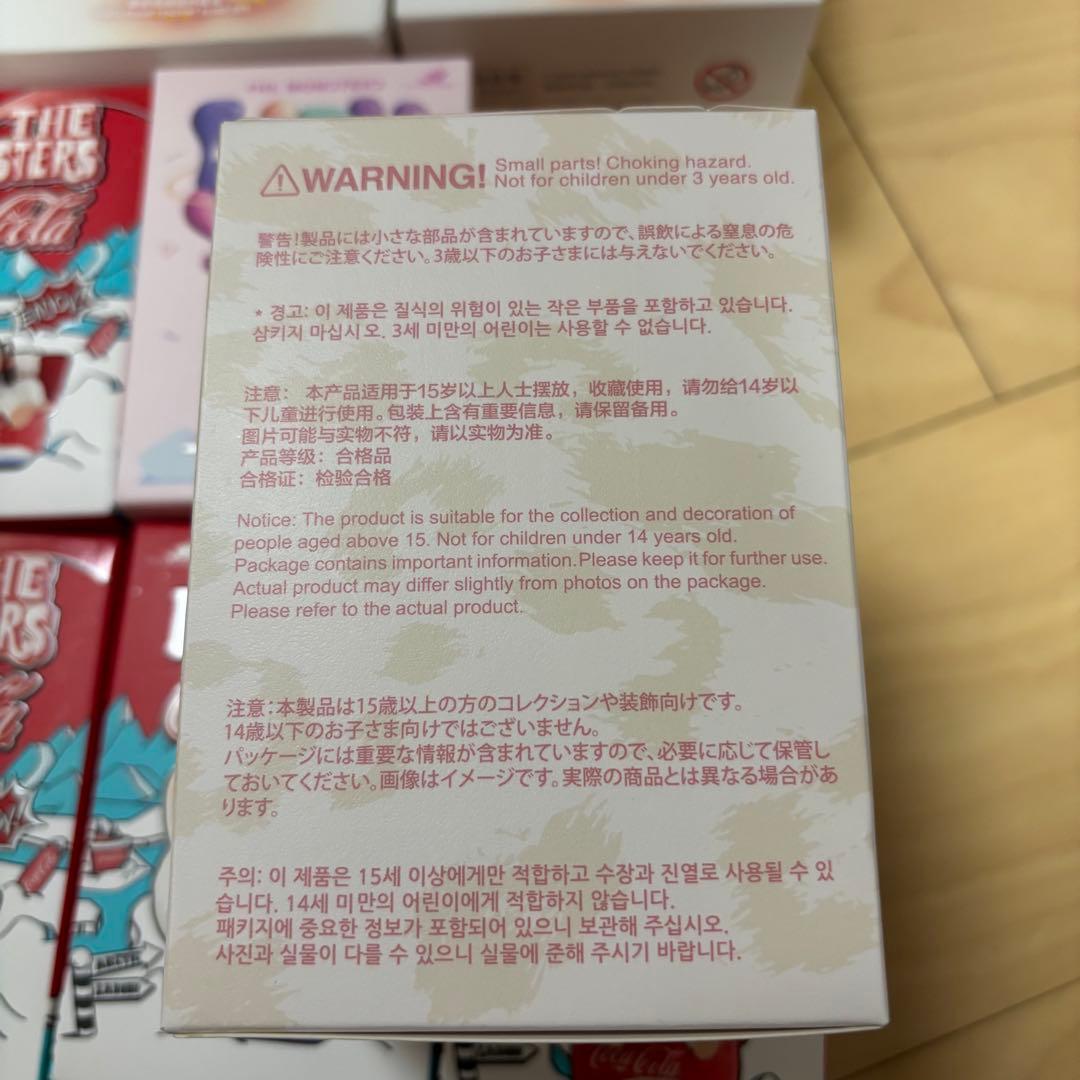 THE MONSTERS
THE
STERS
Cola
⚠WARNING! Small parts! Choking hazard.
Not for children under 3 years old.
警告!製品には小さな部品が含まれていますので、誤飲による窒息の危
険性にご注意ください。3歳以下のお子さまには与えないでください。
* 경고: 이 제품은 질식의 위험이 있는 작은 부품을 포함하고 있습니다.
삼키지 마십시오. 3세 미만의 어린이는 사용할 수 없습니다.
注意： 本产品适用于15岁以上人士摆放，收藏使用，请勿给14岁以
下儿童进行使用。包装上含有重要信息，请保留备用。
图片可能与实物不符，请以实物为准。
产品等级：合格品
合格证：检验合格
Notice: The product is suitable for the collection and decoration of
people aged above 15. Not for children under 14 years old.
Package contains important information.Please keep it for further use.
Actual product may differ slightly from photos on the package.
Please refer to the actual product.
注意:本製品は15歳以上の方のコレクションや装飾向けです。
14歳以下のお子さま向けではございません。
パッケージには重要な情報が含まれていますので、必要に応じて保管し
ておいてください。画像はイメージです。実際の商品とは異なる場合があ
ります。
주의: 이 제품은 15세 이상에게만 적합하고 수장과 진열로 사용될 수 있
습니다. 14세 미만의 어린이에게 적합하지 않습니다.
패키지에 중요한 정보가 포함되어 있으니 보관해 주십시오.
사진과 실물이 다를 수 있으니 실물에 준해 주시기 바랍니다.
HE
RS
ARCTIC
Coca-Cola